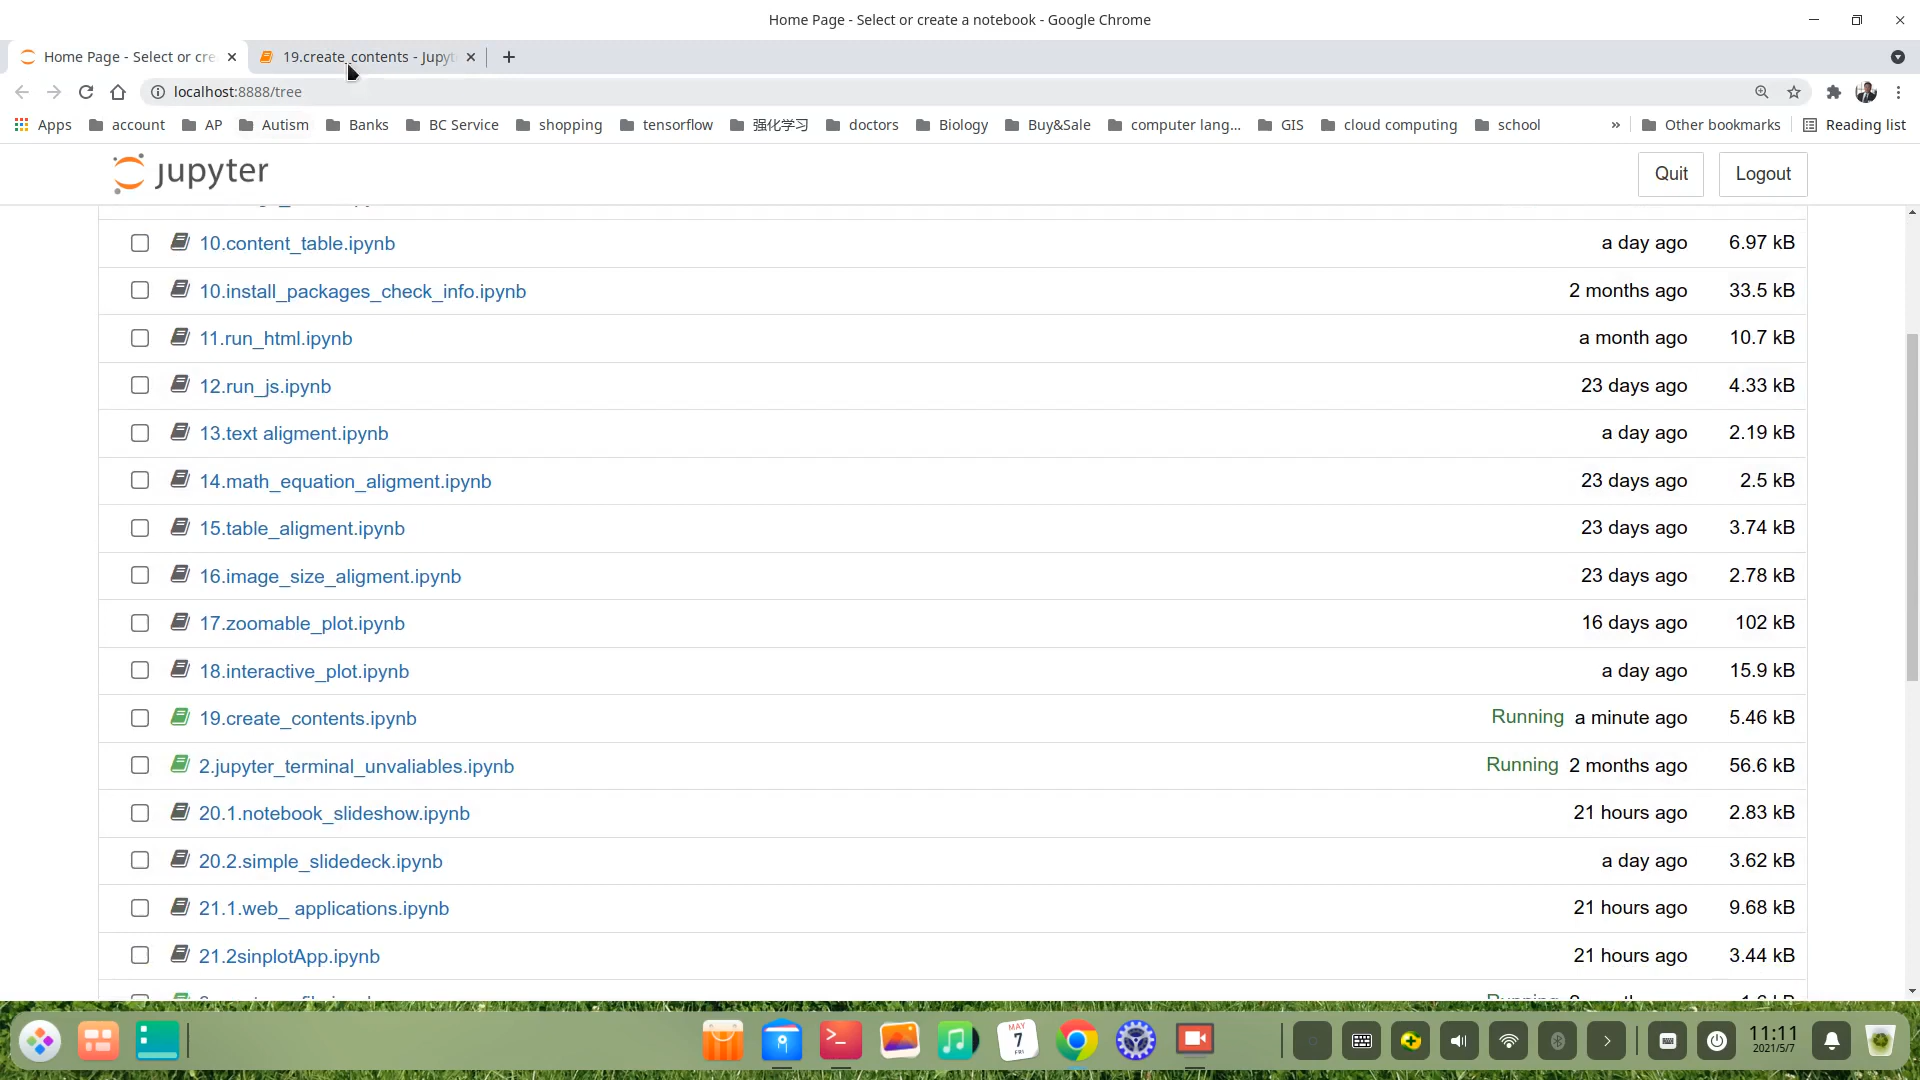 Home Page - Select or create a notebook - Google Chrome
Home Page - Select or cre
19.create_contents - Jupyt
localhost:8888/tree
Apps account AP Autism Banks BC Service shopping tensorflow 强化学习 doctors Biology Buy&Sale computer lang... GIS cloud computing school » Other bookmarks Reading list
jupyter
Quit Logout
10.content_table.ipynb a day ago 6.97 kB
10.install_packages_check_info.ipynb 2 months ago 33.5 kB
11.run_html.ipynb a month ago 10.7 kB
12.run_js.ipynb 23 days ago 4.33 kB
13.text aligment.ipynb a day ago 2.19 kB
14.math_equation_aligment.ipynb 23 days ago 2.5 kB
15.table_aligment.ipynb 23 days ago 3.74 kB
16.image_size_aligment.ipynb 23 days ago 2.78 kB
17.zoomable_plot.ipynb 16 days ago 102 kB
18.interactive_plot.ipynb a day ago 15.9 kB
19.create_contents.ipynb Running a minute ago 5.46 kB
2.jupyter_terminal_unvaliables.ipynb Running 2 months ago 56.6 kB
20.1.notebook_slideshow.ipynb 21 hours ago 2.83 kB
20.2.simple_slidedeck.ipynb a day ago 3.62 kB
21.1.web_ applications.ipynb 21 hours ago 9.68 kB
21.2sinplotApp.ipynb 21 hours ago 3.44 kB
MAY
7
FRI
11:11
2021/5/7